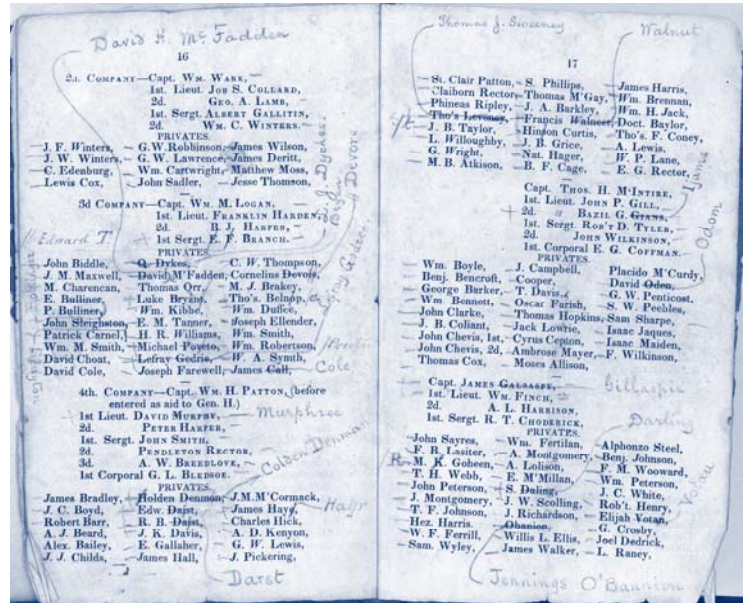 David H. McFadden
16
2d. COMPANY—Capt. WM. WARE,
1st. Lieut. JOB S. COLLARD,
2d. GEO. A. LAMB,
1st. Sergt. ALBERT GALLITIN,
2d. WM. C. WINTERS.
PRIVATES.
J. F. Winters, G. W. Robbinson, James Wilson,
J. W. Winters, G. W. Lawrence, James Deritt,
C. Edenburg, Wm. Cartwright, Matthew Moss,
Lewis Cox, John Sadler, Jesse Thomson,
3d COMPANY—CAPT. WM. M. LOGAN,
1st. Lieut. FRANKLIN HARDEN,
2d. B. J. HARPER,
1st Sergt. E. F. BRANCH.
PRIVATES
Edward T.
John Biddle, Q. Dykes, C. W. Thompson,
J. M. Maxwell, David M'Fadden, Cornelius Devois,
M. Charencan, Thomas Orr, M. J. Brakey,
E. Bulliner, Luke Bryant, Tho's. Belnop,
P. Bulliner, Wm. Kibbe, Wm. Duffee,
John Sleighston, E. M. Tanner, Joseph Ellender,
Patrick Carnel, H. R. Williams, Wm. Smith,
Wm. M. Smith, Michael Poyeto, Wm. Robertson,
David Choat, Lefray Gedrie, W. A. Symth,
David Cole, Joseph Farewell, James Call,
Devore
Cole
4th. COMPANY—CAPT. WM. H. PATTON, (before
entered as aid to Gen. H.)
1st Lieut. DAVID MURPHY, Murphree
2d. PETER HARPER,
1st. Sergt. JOHN SMITH,
2d. PENDLETON RECTOR,
3d. A. W. BREEDLOVE,
1st Corporal G. L. BLEDSOE.
Colden Denman
PRIVATES.
James Bradley, Holden Denmon, J. M. M'Cormack,
J. C. Boyd, Edw. Daist, James Hays,
Robert Barr, R. B. Daist, Charles Hick,
A. J. Beard, J. K. Davis, A. D. Kenyon,
Alex. Bailey, E. Gallaher, G. W. Lewis,
J. J. Childs, James Hall, J. Pickering,
Darst
Thomas J. Sweeney
Walnut
17
St. Clair Patton, S. Phillips, James Harris,
Claiborn Rector, Thomas M'Gay, Wm. Brennan,
Phineas Ripley, J. A. Barkley, Wm. H. Jack,
Tho's Leveney, Francis Walneet, Doct. Baylor,
J. B. Taylor, Hinson Curtis, Tho's. F. Coney,
L. Willoughby, J. B. Grice, A. Lewis,
G. Wright, Nat. Hager, W. P. Lane,
M. B. Atkison, B. F. Cage, E. G. Rector,
Capt. THOS. H. M'INTIRE,
1st. Lieut. JOHN P. GILL,
2d. " BAZIL G. GIANS,
1st. Sergt. ROB'T D. TYLER,
2d. JOHN WILKINSON,
1st. Corporal E. G. COFFMAN.
Ijams
Odom
PRIVATES.
Wm. Boyle, J. Campbell, Placido M'Curdy,
Benj. Bencroft, Cooper, David Oden,
George Barker, T. Davis, G. W. Penticost.
Wm. Bennett, Oscar Farish, S. W. Peebles,
John Clarke, Thomas Hopkins, Sam Sharpe,
J. B. Coliant, Jack Lowrie, Isaac Jaques,
John Chevis, 1st, Cyrus Cepton, Isaac Maiden,
John Chevis, 2d, Ambrose Mayer, F. Wilkinson,
Thomas Cox, Moses Allison,
Capt. JAMES GALSASPY, Gillaspie
1st. Lieut. WM. FINCH,
2d. A. L. HARRISON,
1st. Sergt. R. T. CHODERICK,
Darling
PRIVATES.
John Sayres, Wm. Fertilan, Alphonzo Steel,
F. B. Lasiter, A. Montgomery, Benj. Johnson,
M. K. Goheen, A. Lolison, F. M. Wooward,
T. H. Webb, E. M'Millan, Wm. Peterson,
John Peterson, S. Daling, J. C. White,
J. Montgomery, J. W. Scolling, Rob't. Henry,
T. F. Johnson, J. Richardson, Elijah Votan,
Hez. Harris. Obanion, G. Crosby,
W. F. Ferrill, Willis L. Ellis, Joel Dedrick,
Sam. Wyley, James Walker, L. Raney,
Votau
Jennings O'Bannion